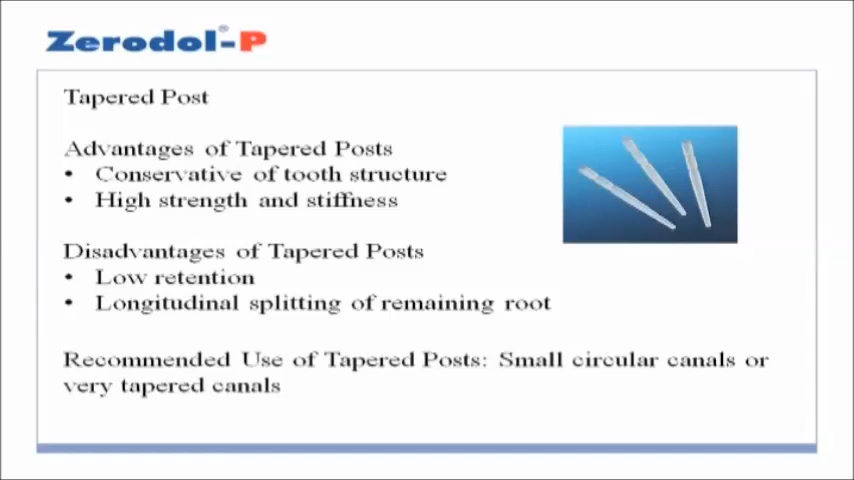 Zerodol®-P
Tapered Post
Advantages of Tapered Posts
• Conservative of tooth structure
• High strength and stiffness
Disadvantages of Tapered Posts
• Low retention
• Longitudinal splitting of remaining root
Recommended Use of Tapered Posts: Small circular canals or
very tapered canals